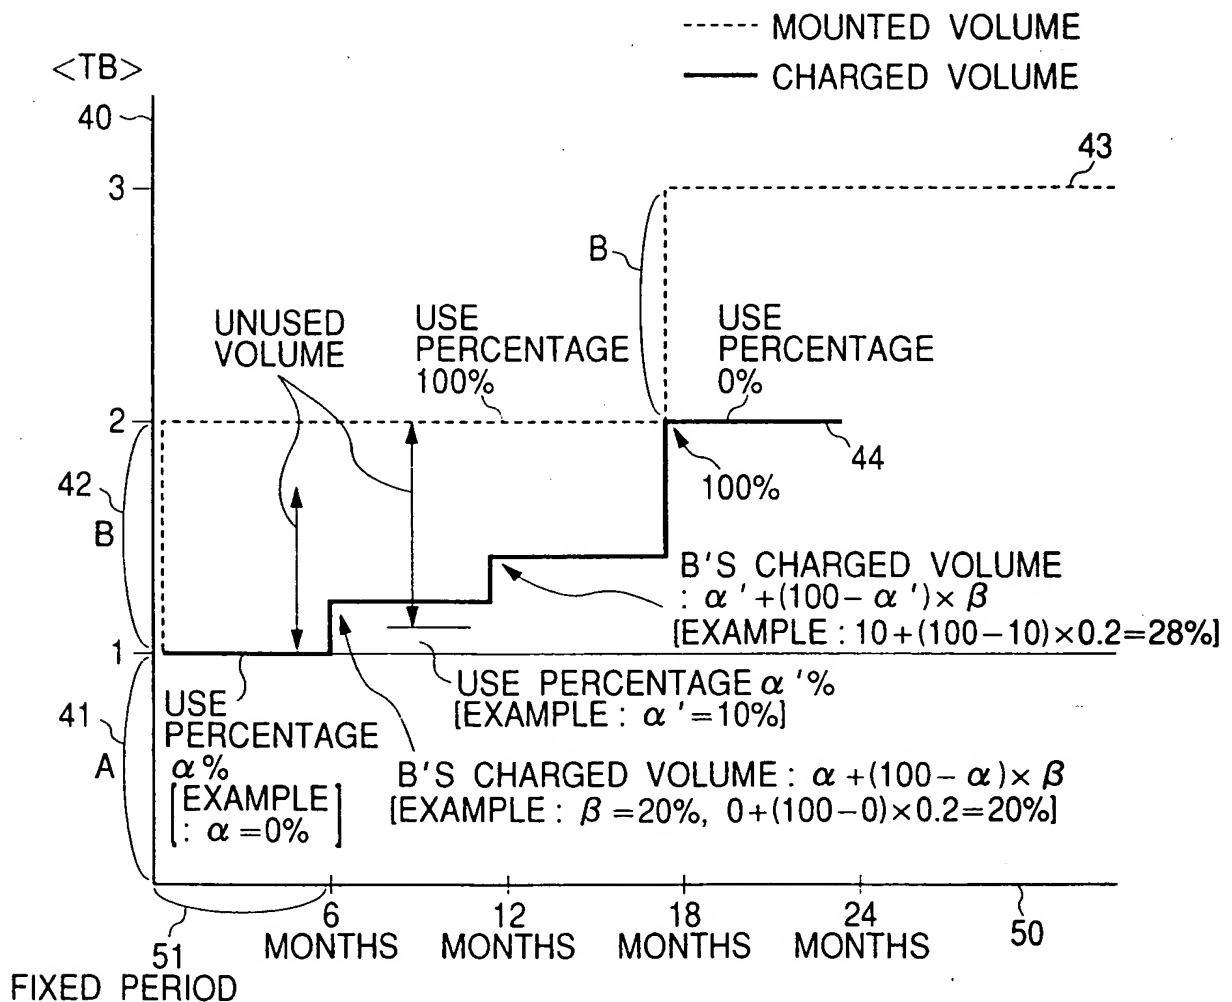 MOUNTED VOLUME
CHARGED VOLUME
<TB>
40
3
43
B
UNUSED
VOLUME
USE
PERCENTAGE
100%
USE
PERCENTAGE
0%
2
44
100%
42
B
B'S CHARGED VOLUME
: α'+(100-α')×β
[EXAMPLE : 10+(100-10)×0.2=28%]
1
USE PERCENTAGE α'%
[EXAMPLE : α'=10%]
41
A
USE
PERCENTAGE
α%
[EXAMPLE
: α=0%]
B'S CHARGED VOLUME : α+(100-α)×β
[EXAMPLE : β=20%, 0+(100-0)×0.2=20%]
6
MONTHS
12
MONTHS
18
MONTHS
24
MONTHS
50
51
FIXED PERIOD